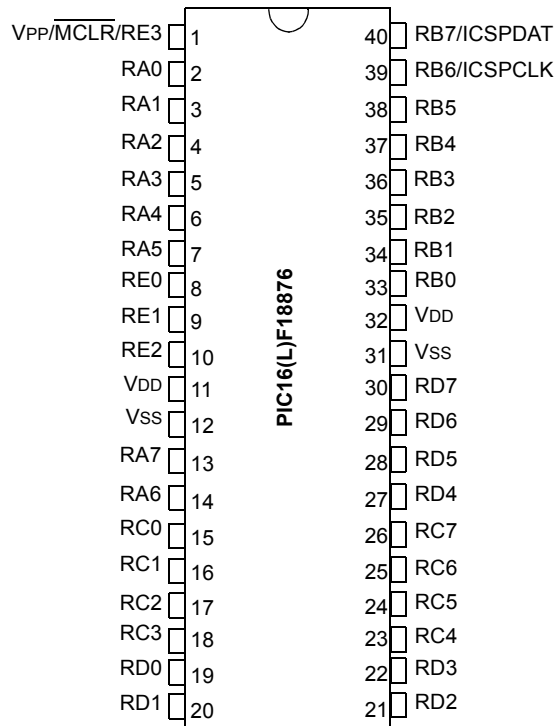 VPP/MCLR/RE3 1 40 RB7/ICSPDAT
RA0 2 39 RB6/ICSPCLK
RA1 3 38 RB5
RA2 4 37 RB4
RA3 5 36 RB3
RA4 6 35 RB2
RA5 7 34 RB1
RE0 8 33 RB0
RE1 9 32 VDD
RE2 10 31 VSS
VDD 11 30 RD7
VSS 12 29 RD6
RA7 13 28 RD5
RA6 14 27 RD4
RC0 15 26 RC7
RC1 16 25 RC6
RC2 17 24 RC5
RC3 18 23 RC4
RD0 19 22 RD3
RD1 20 21 RD2
PIC16(L)F18876